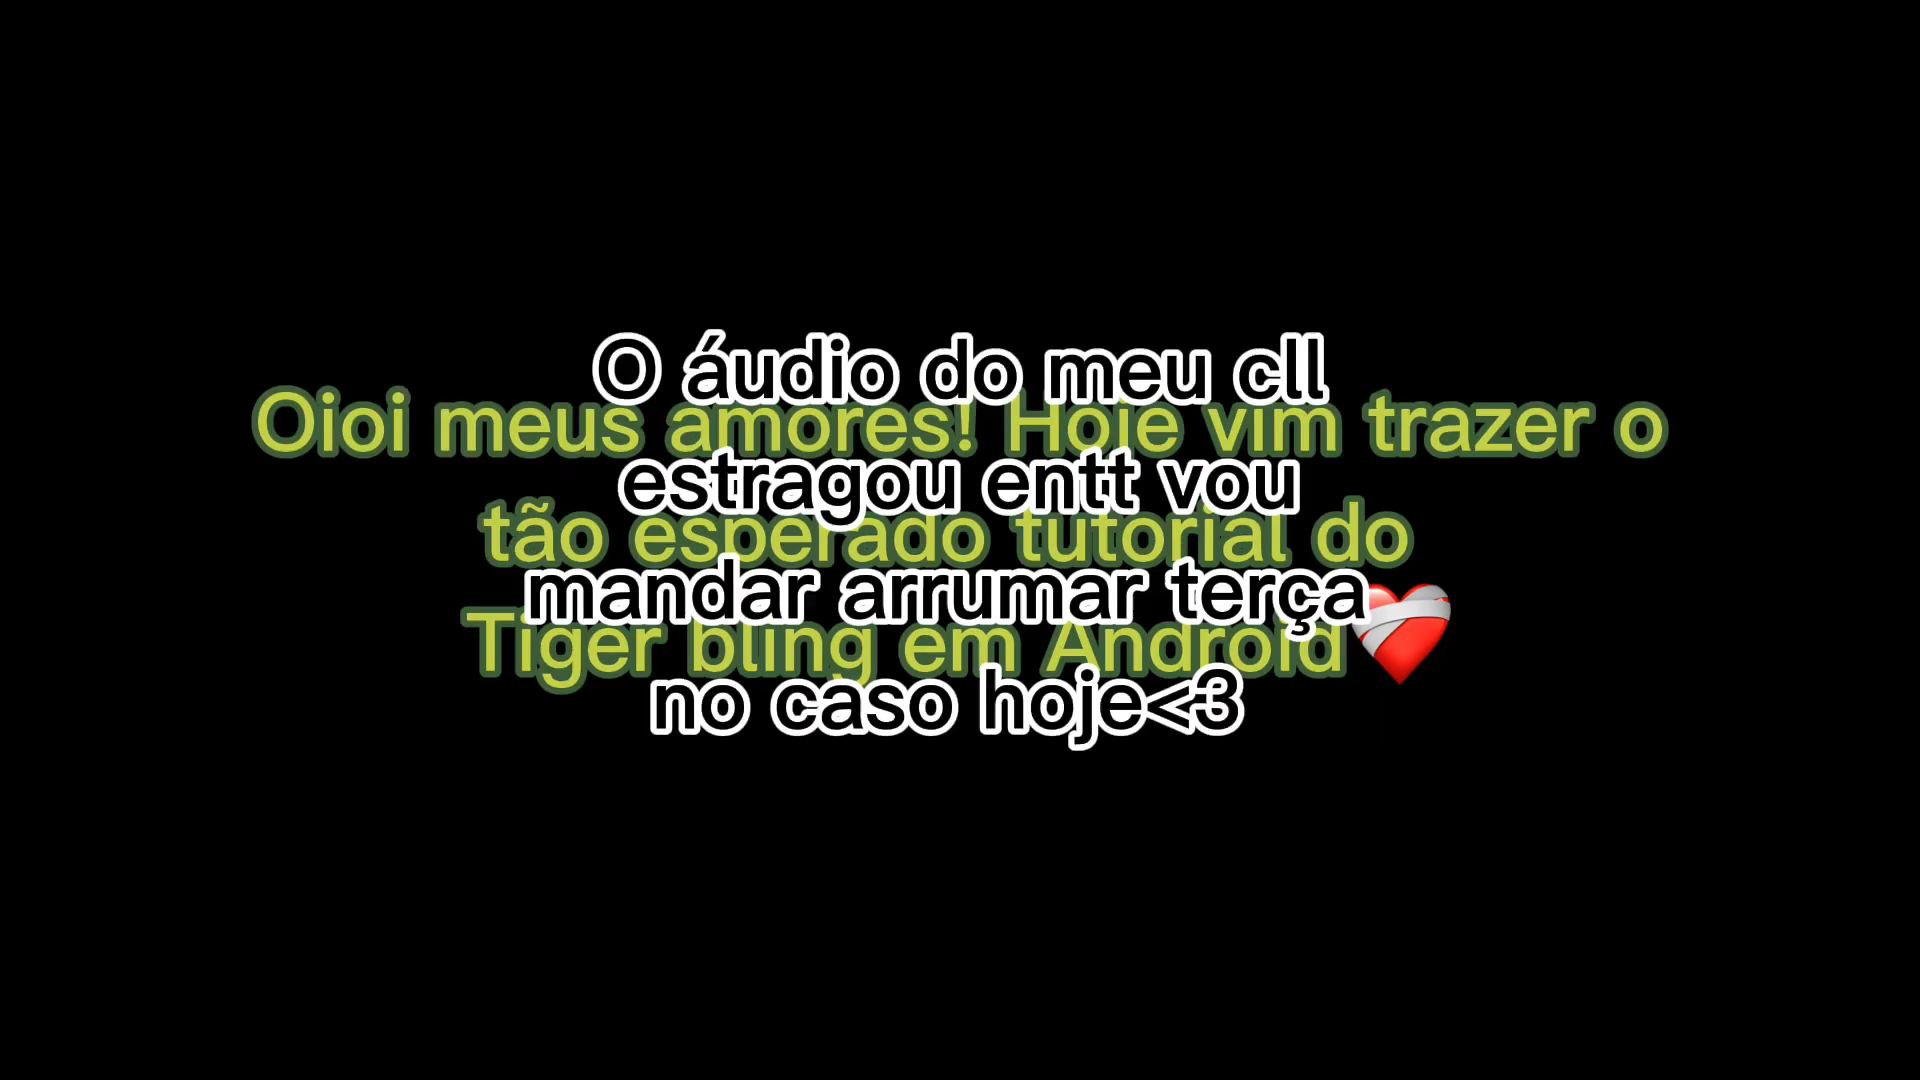 O áudio do meu cll
estragou entt vou
mandar arrumar terça
no caso hoje<3
Oioi meus amores! Hoje vim trazer o
tão esperado tutorial do
Tiger bling em Android❤️‍🩹